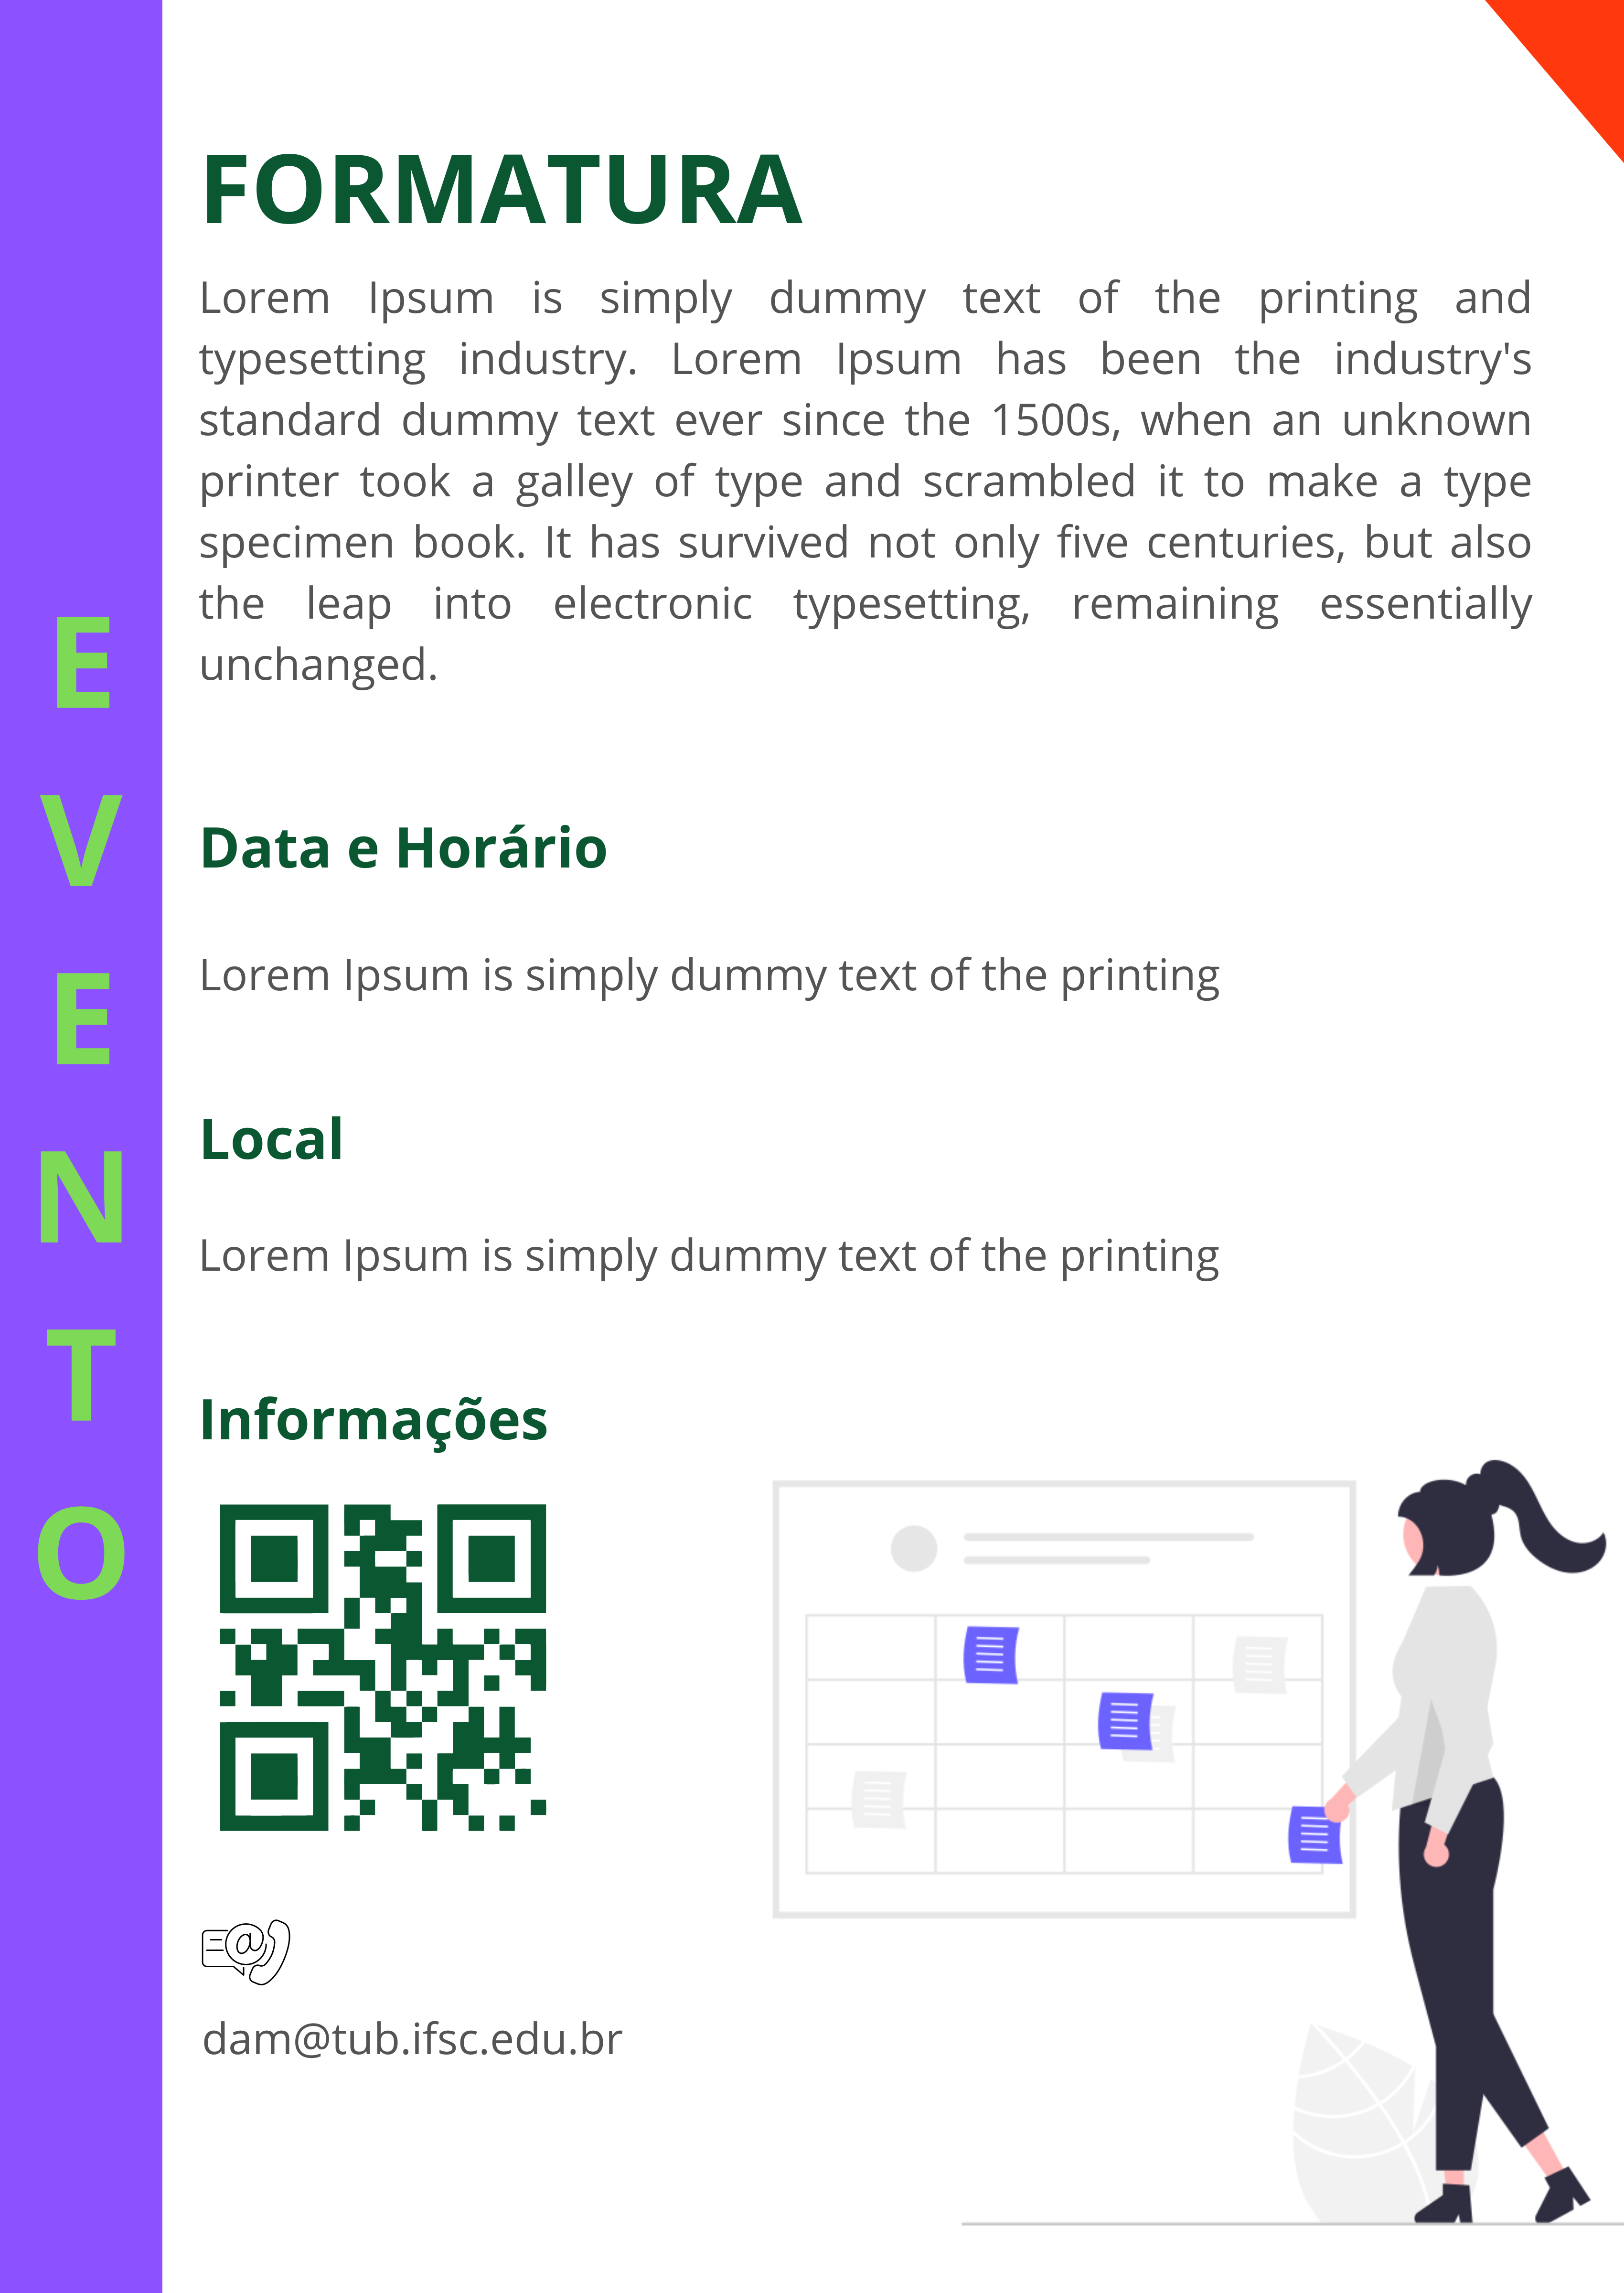 EVENTO
FORMATURA
Lorem Ipsum is simply dummy text of the printing and
typesetting industry. Lorem Ipsum has been the industry's
standard dummy text ever since the 1500s, when an unknown
printer took a galley of type and scrambled it to make a type
specimen book. It has survived not only five centuries, but also
the leap into electronic typesetting, remaining essentially
unchanged.
Data e Horário
Lorem Ipsum is simply dummy text of the printing
Local
Lorem Ipsum is simply dummy text of the printing
Informações
@
dam@tub.ifsc.edu.br